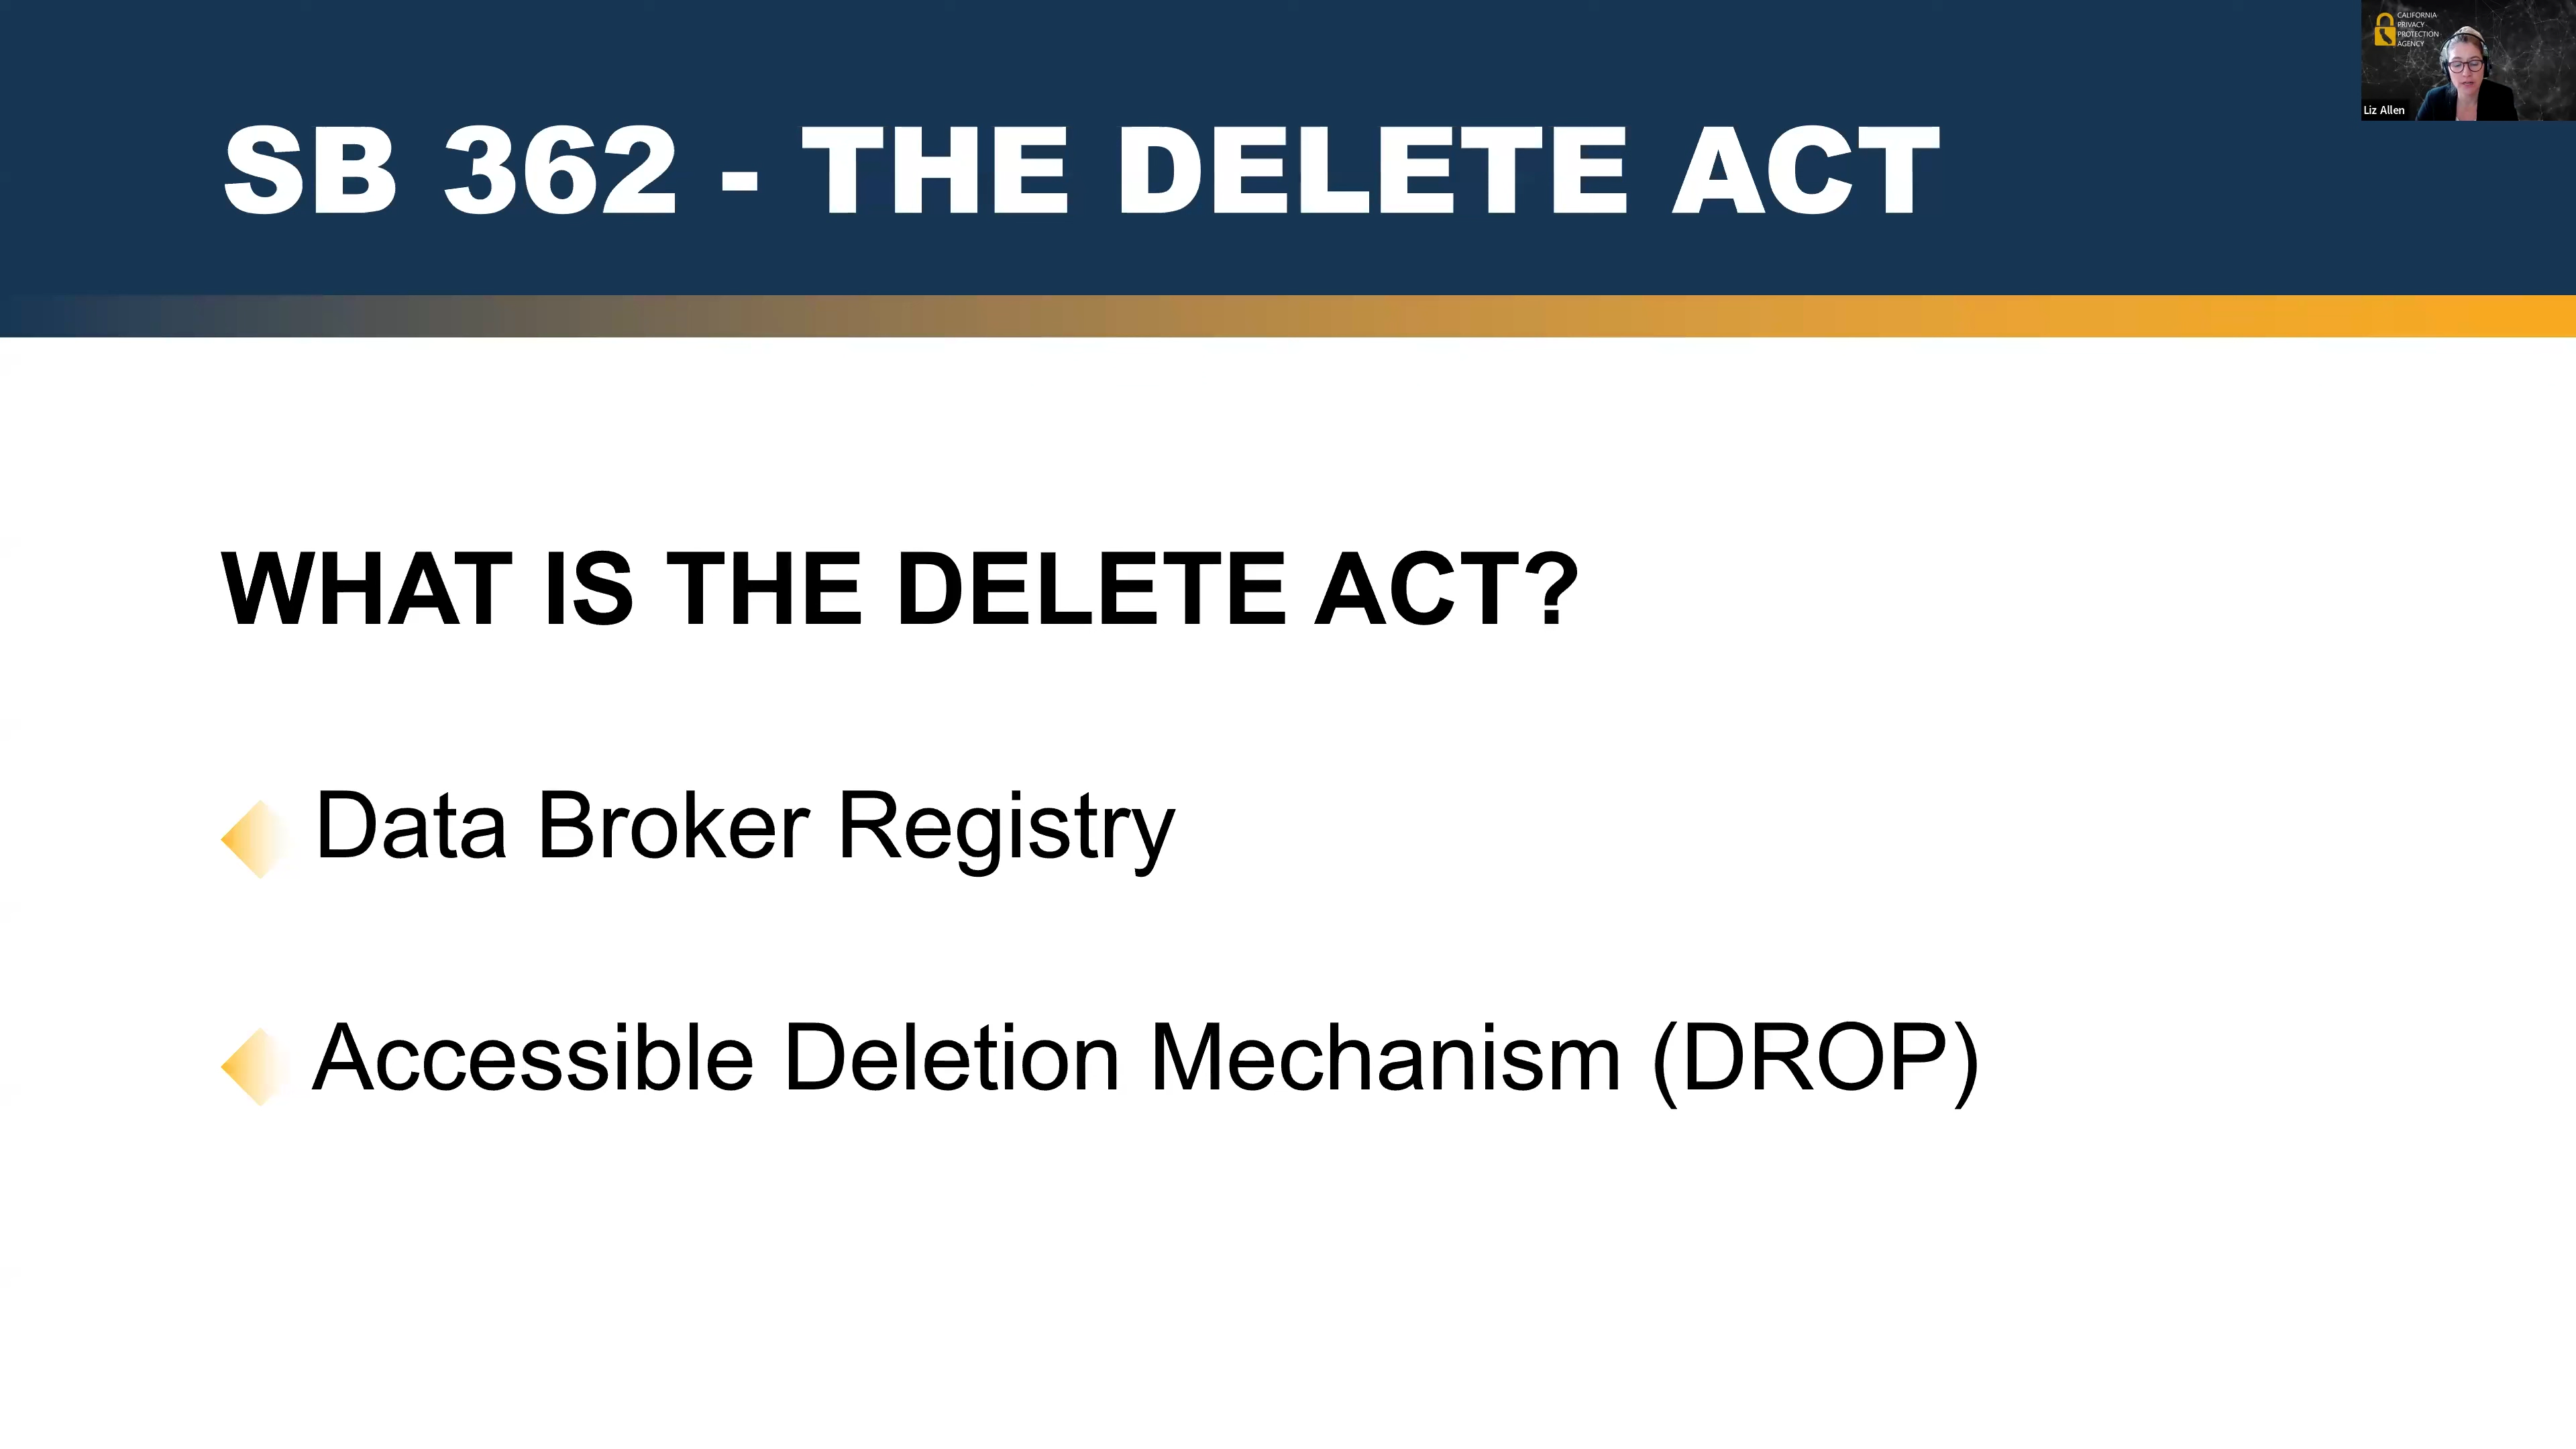 SB 362 - THE DELETE ACT
CALIFORNIA
PRIVACY
PROTECTION
AGENCY
Liz Allen
WHAT IS THE DELETE ACT?
Data Broker Registry
Accessible Deletion Mechanism (DROP)